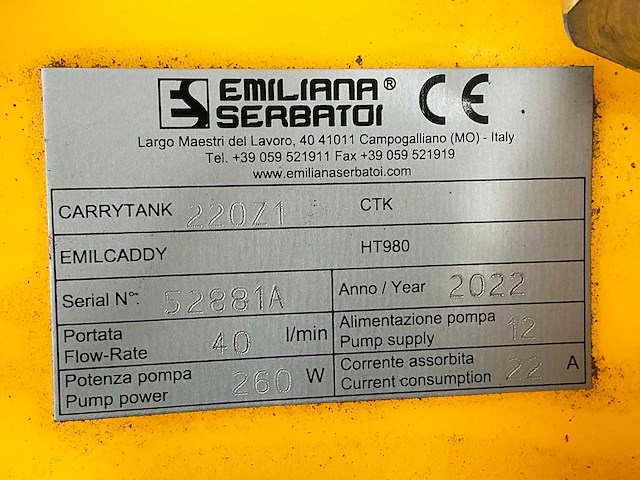 EMILIANA®
SERBATOI CE
Largo Maestri del Lavoro, 40 41011 Campogalliano (MO) - Italy
Tel. +39 059 521911 Fax +39 059 521919
www.emilianaserbatoi.com
CARRYTANK 220Z1 CTK
EMILCADDY HT980
Serial N°: 52881A Anno / Year 2022
Portata
Flow-Rate 40 l/min
Alimentazione pompa
Pump supply 12
Potenza pompa
Pump power 260 W
Corrente assorbita
Current consumption 22 A